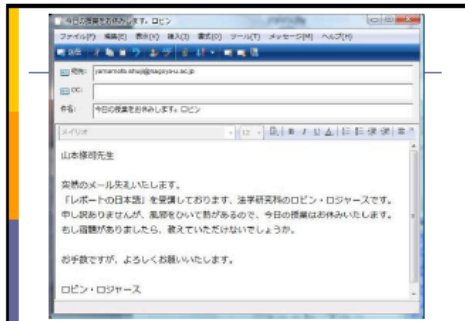 今日の授業をお休みします。ロビン
ファイル(F) 編集(E) 表示(V) 挿入(I) 書式(O) ツール(T) メッセージ(M) ヘルプ(H)
送信
宛先:
CC:
件名: 今日の授業をお休みします。ロビン
メイリオ 12 B I U A
先生
突然のメール失礼いたします。
「レポートの日本語」を受講しております、法学研究科のロビン・ロジャースです。
申し訳ありませんが、風邪をひいて熱があるので、今日の授業はお休みいたします。
もし宿題がありましたら、教えていただけないでしょうか。
お手数ですが、よろしくお願いいたします。
ロビン・ロジャース